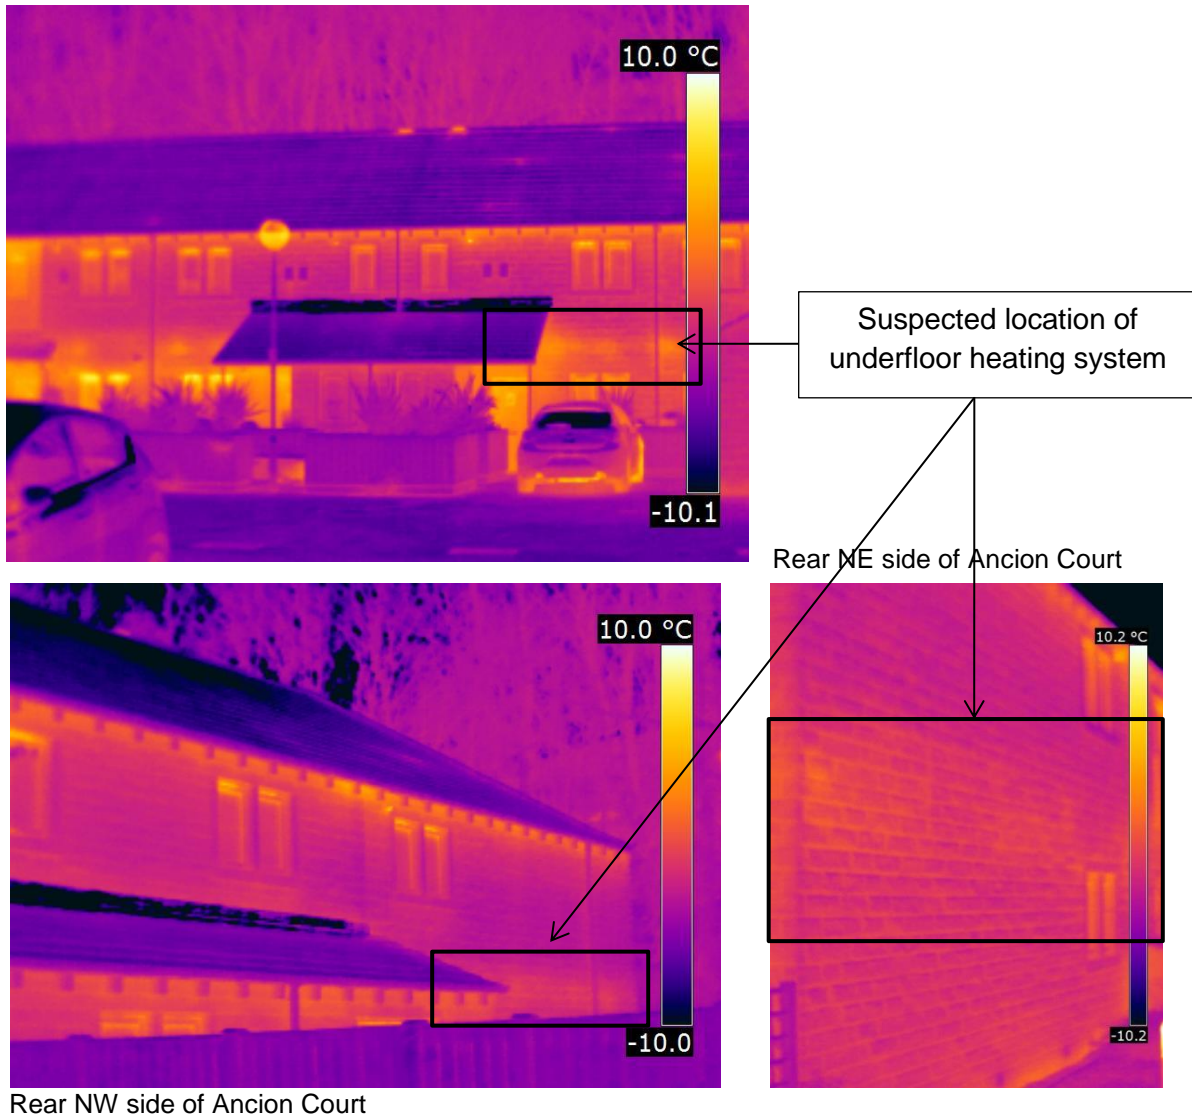 10.0 °C
-10.1
Suspected location of
underfloor heating system
Rear NE side of Ancion Court
10.0 °C
-10.0
10.2 °C
-10.2
Rear NW side of Ancion Court